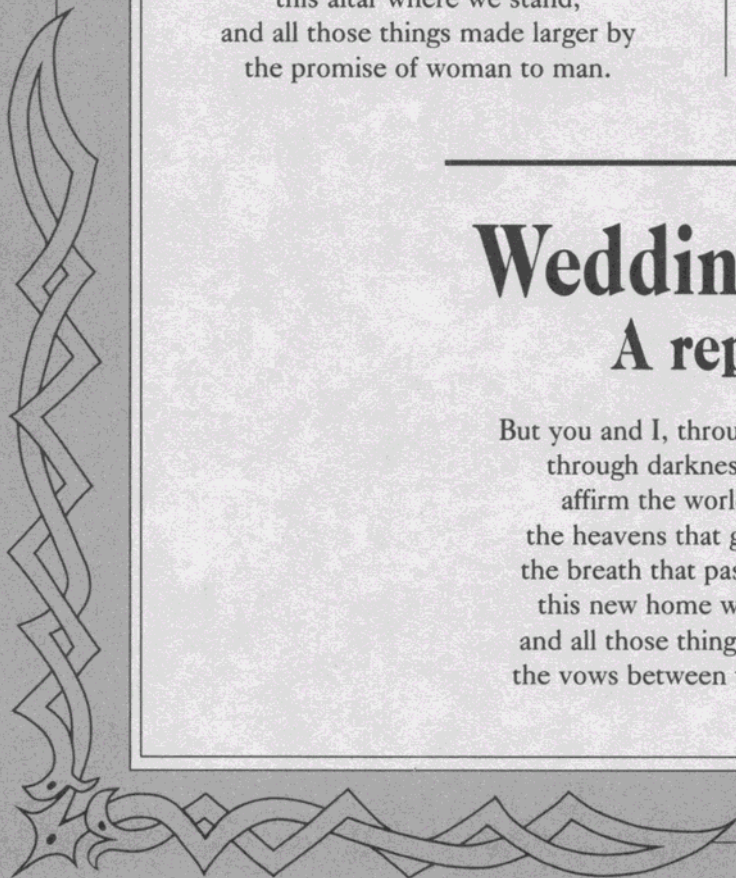 this altar where we stand,
and all those things made larger by
the promise of woman to man.
Weddin
A rep
But you and I, throu
through darknes
affirm the worl
the heavens that g
the breath that pas
this new home w
and all those thing
the vows between